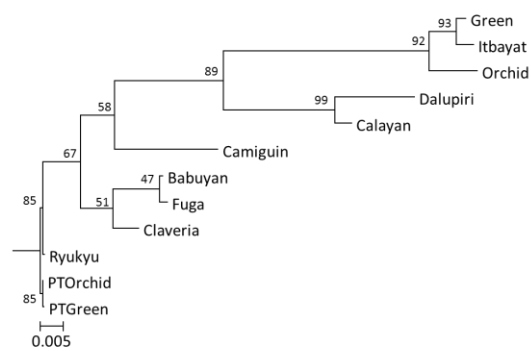 93
Green
92
Itbayat
Orchid
89
99
Dalupiri
Calayan
58
Camiguin
67
47
Babuyan
Fuga
51
Claveria
85
Ryukyu
PTOrchid
85
PTGreen
0.005